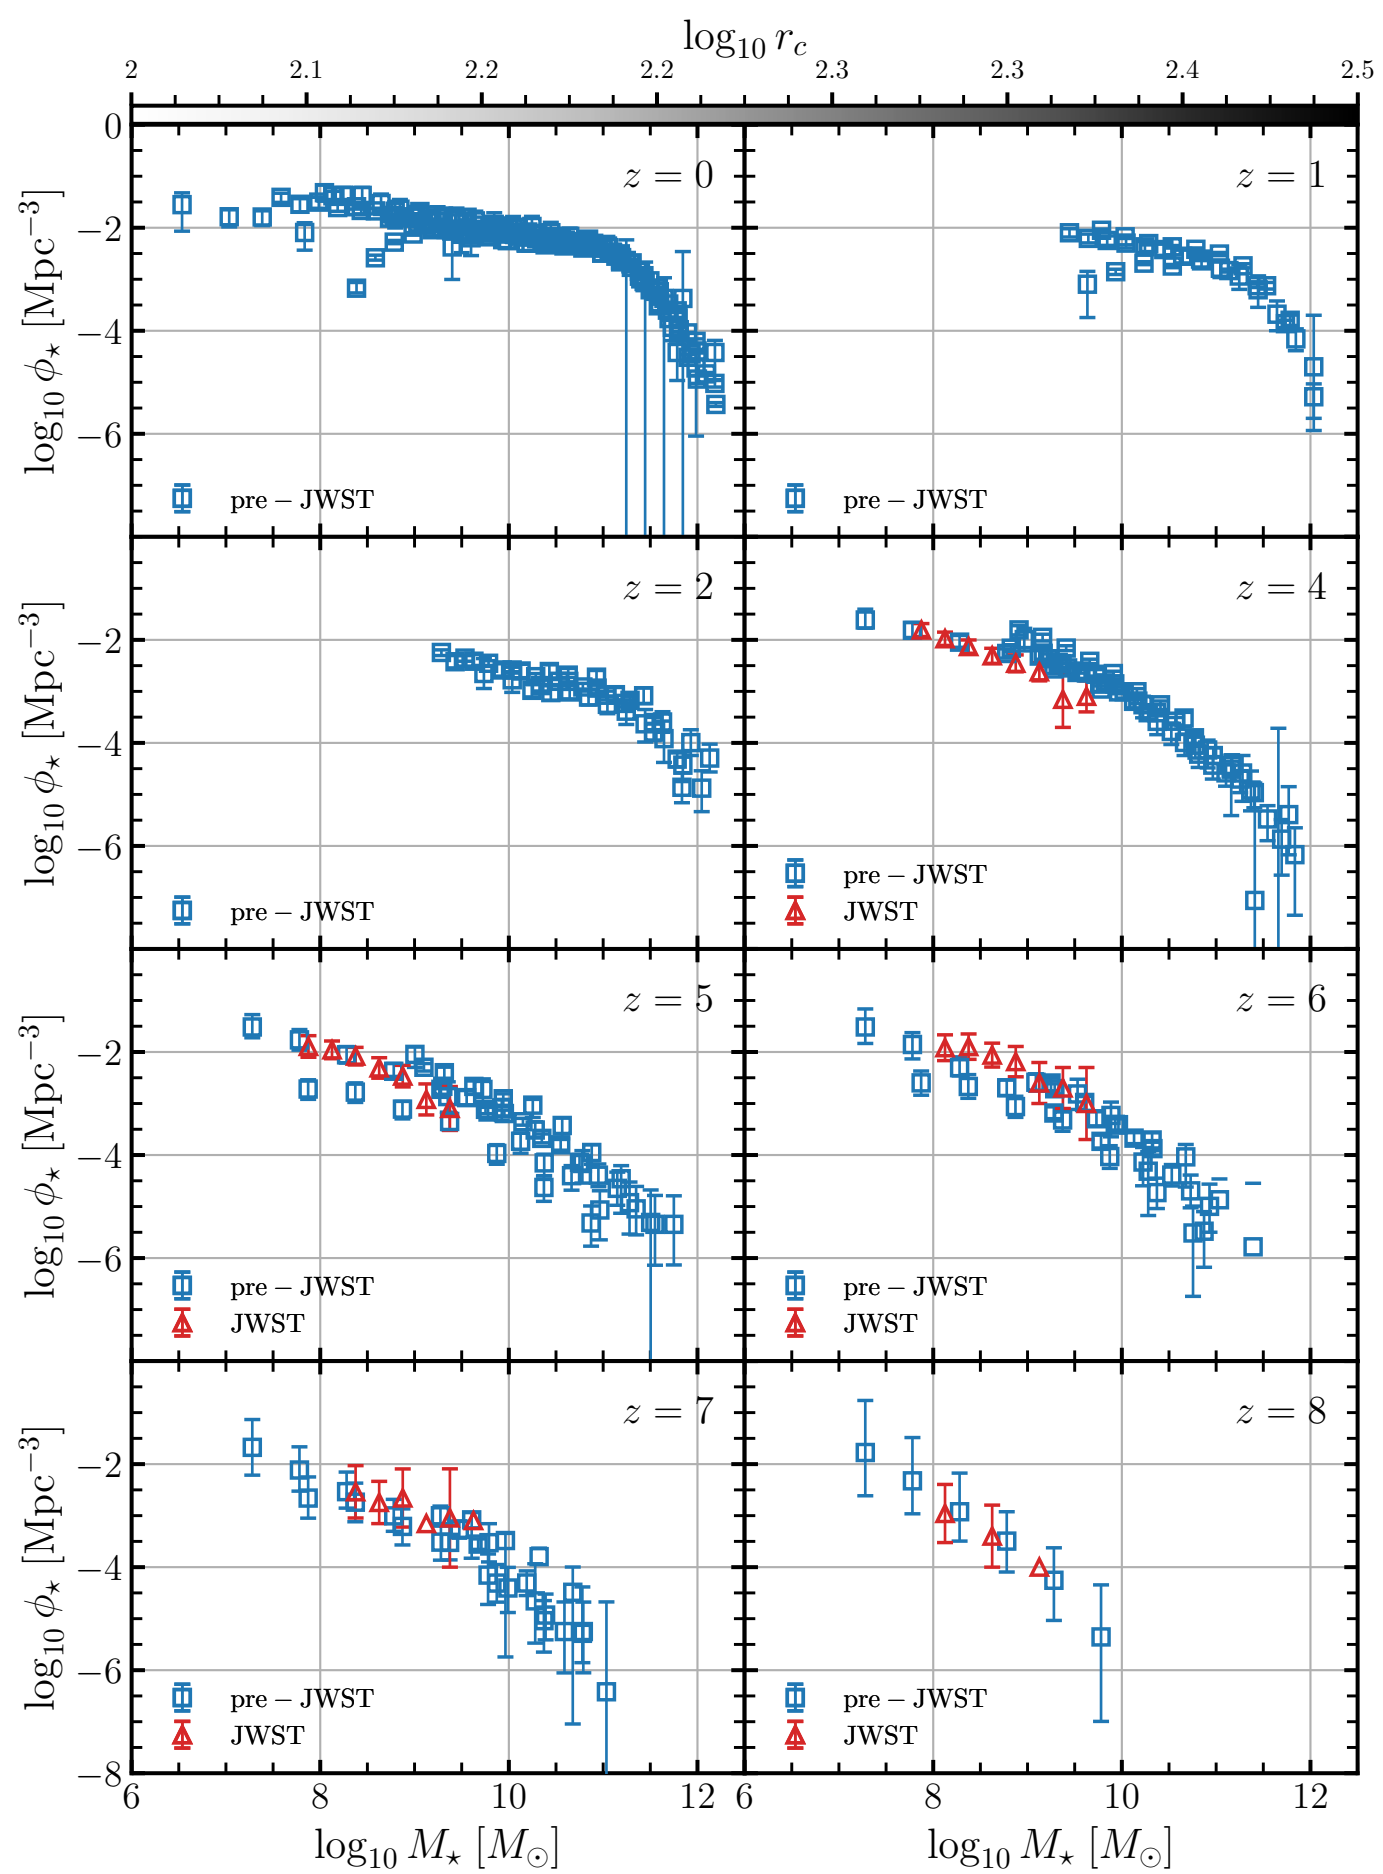 log₁₀ r_c
2 2.1 2.2 2.2 2.3 2.3 2.4 2.5
0
z = 0 z = 1
log₁₀ ϕ⋆ [Mpc⁻³]
−2
−4
−6
pre − JWST pre − JWST
z = 2 z = 4
log₁₀ ϕ⋆ [Mpc⁻³]
−2
−4
−6
pre − JWST
pre − JWST
JWST
z = 5 z = 6
log₁₀ ϕ⋆ [Mpc⁻³]
−2
−4
−6
pre − JWST pre − JWST
JWST JWST
z = 7 z = 8
log₁₀ ϕ⋆ [Mpc⁻³]
−2
−4
−6
pre − JWST pre − JWST
JWST JWST
−8
6 8 10 12 6 8 10 12
log₁₀ M⋆ [M⊙] log₁₀ M⋆ [M⊙]